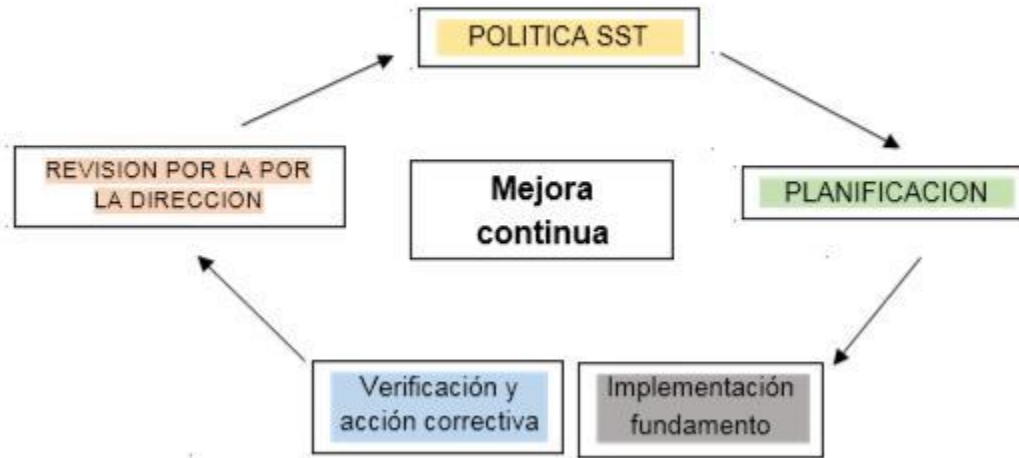 POLITICA SST
REVISION POR LA POR
LA DIRECCION
Mejora
continua
PLANIFICACION
Verificación y
acción correctiva
Implementación
fundamento